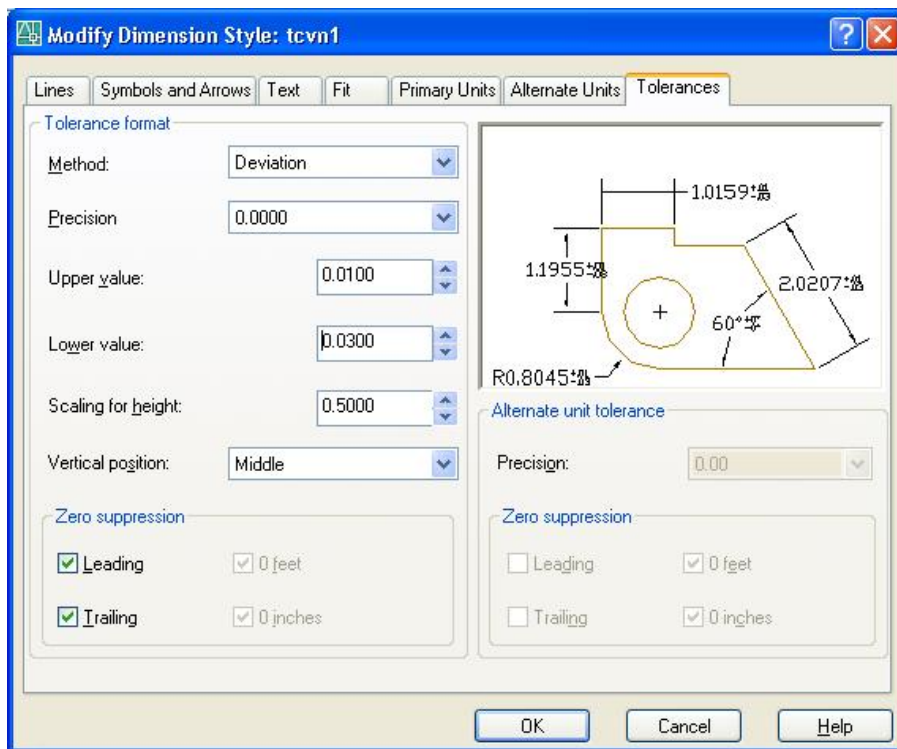 Modify Dimension Style: tcvn1
Lines
Symbols and Arrows
Text
Fit
Primary Units
Alternate Units
Tolerances
Tolerance format
Method:
Deviation
Precision
0.0000
Upper value:
0.0100
Lower value:
0.0300
Scaling for height:
0.5000
Vertical position:
Middle
Zero suppression
Leading
0 feet
Trailing
0 inches
1.0159
1.1955
2.0207
60°
R0.8045
Alternate unit tolerance
Precision:
0.00
Zero suppression
Leading
0 feet
Trailing
0 inches
OK
Cancel
Help